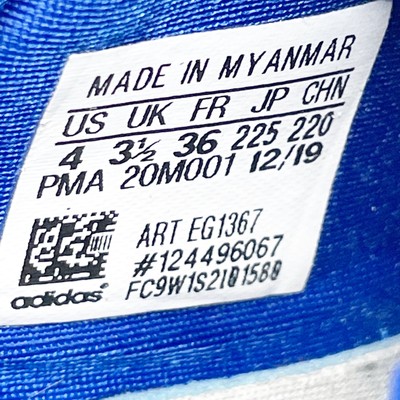 MADE IN MYANMAR
US UK FR JP CHN
4 3½ 36 225 220
PMA 20M001 12/19
ART EG1367
#124496067
adidas